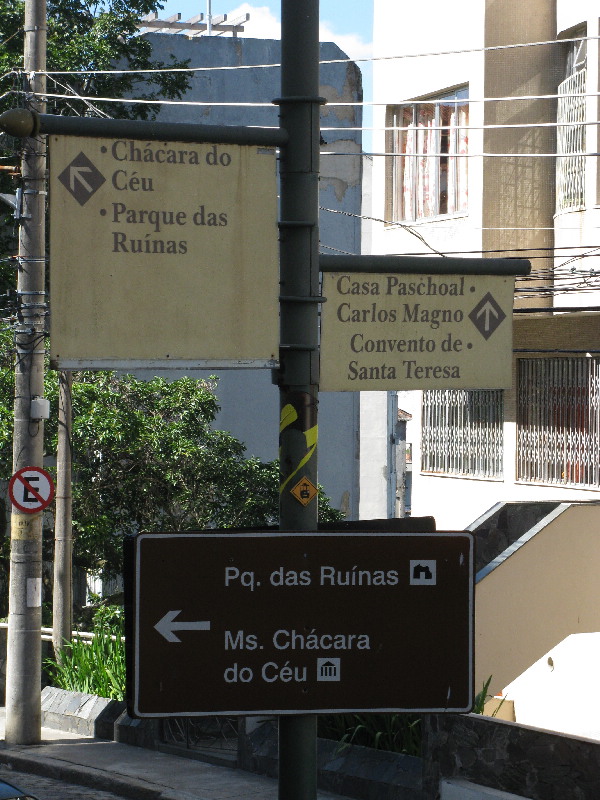 • Chácara do
Céu
• Parque das
Ruínas
Casa Paschoal •
Carlos Magno
Convento de •
Santa Teresa
E
6
Pq. das Ruínas
Ms. Chácara
do Céu